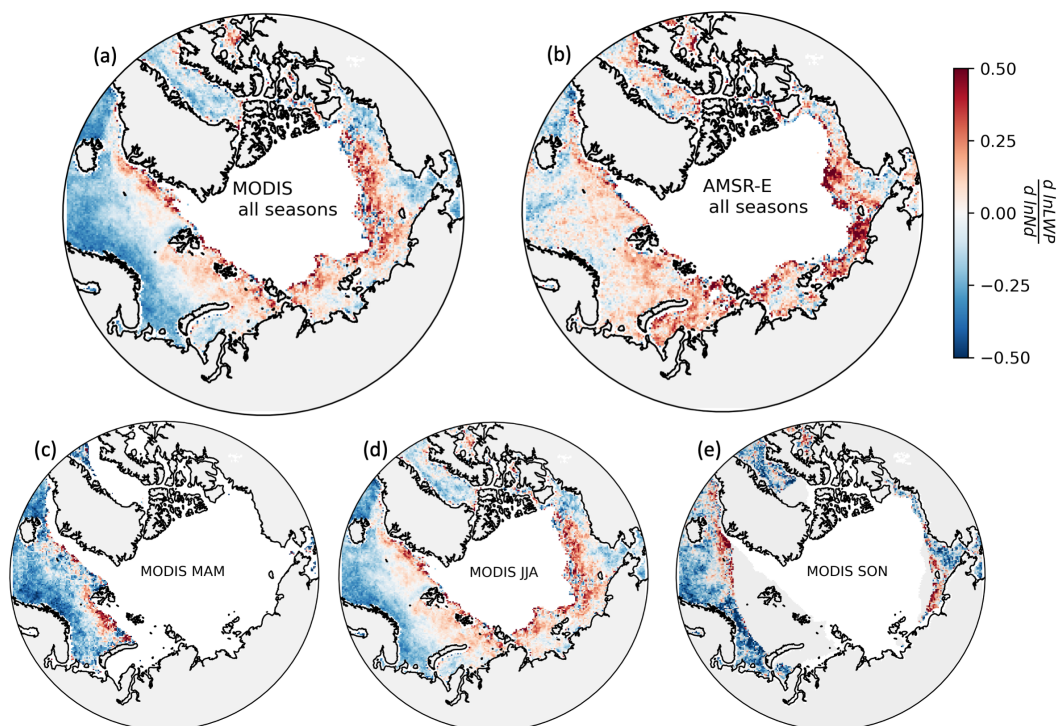 (a)
MODIS
all seasons
(b)
AMSR-E
all seasons
0.50
0.25
0.00
−0.25
−0.50
d lnLWP
d lnNd
(c)
MODIS MAM
(d)
MODIS JJA
(e)
MODIS SON